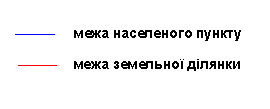 межа населеного пункту
межа земельної ділянки